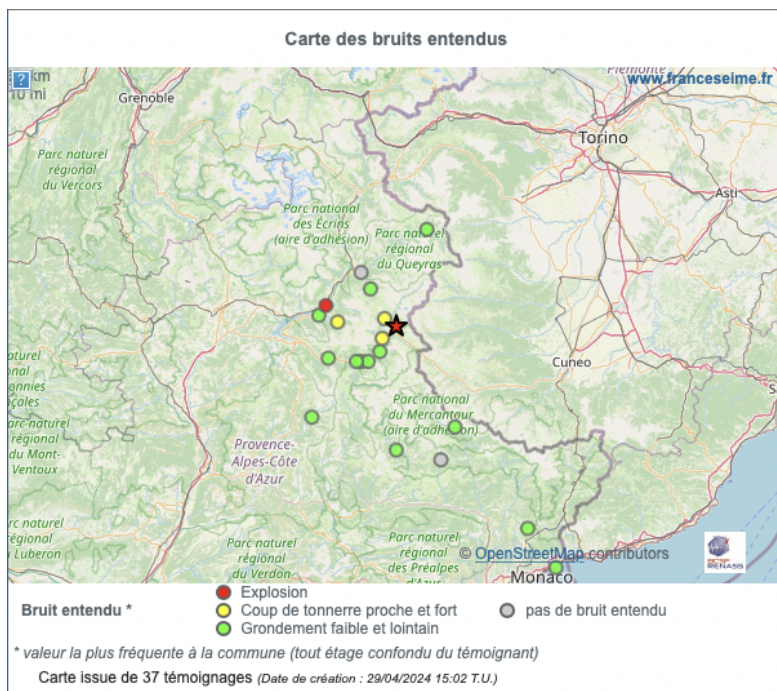 Carte des bruits entendus
?
km
10 mi
www.franceseime.fr
Piemonte
Grenoble
Torino
Parc naturel
régional
du Vercors
Asti
Parc national
des Écrins
(aire d'adhésion)
Parc naturel
régional
du Queyras
Cuneo
Parc national
du Mercantour
(aire d'adhésion)
Parc naturel
régional
du Mont-
Ventoux
Provence-
Alpes-Côte
d'Azur
Parc naturel
régional
du Luberon
Parc naturel
régional
du Verdon
Parc naturel
régional
des Préalpes
d'Azur
© OpenStreetMap contributors
Monaco
RENASS
Bruit entendu *
Explosion
Coup de tonnerre proche et fort
Grondement faible et lointain
pas de bruit entendu
* valeur la plus fréquente à la commune (tout étage confondu du témoignant)
Carte issue de 37 témoignages (Date de création : 29/04/2024 15:02 T.U.)